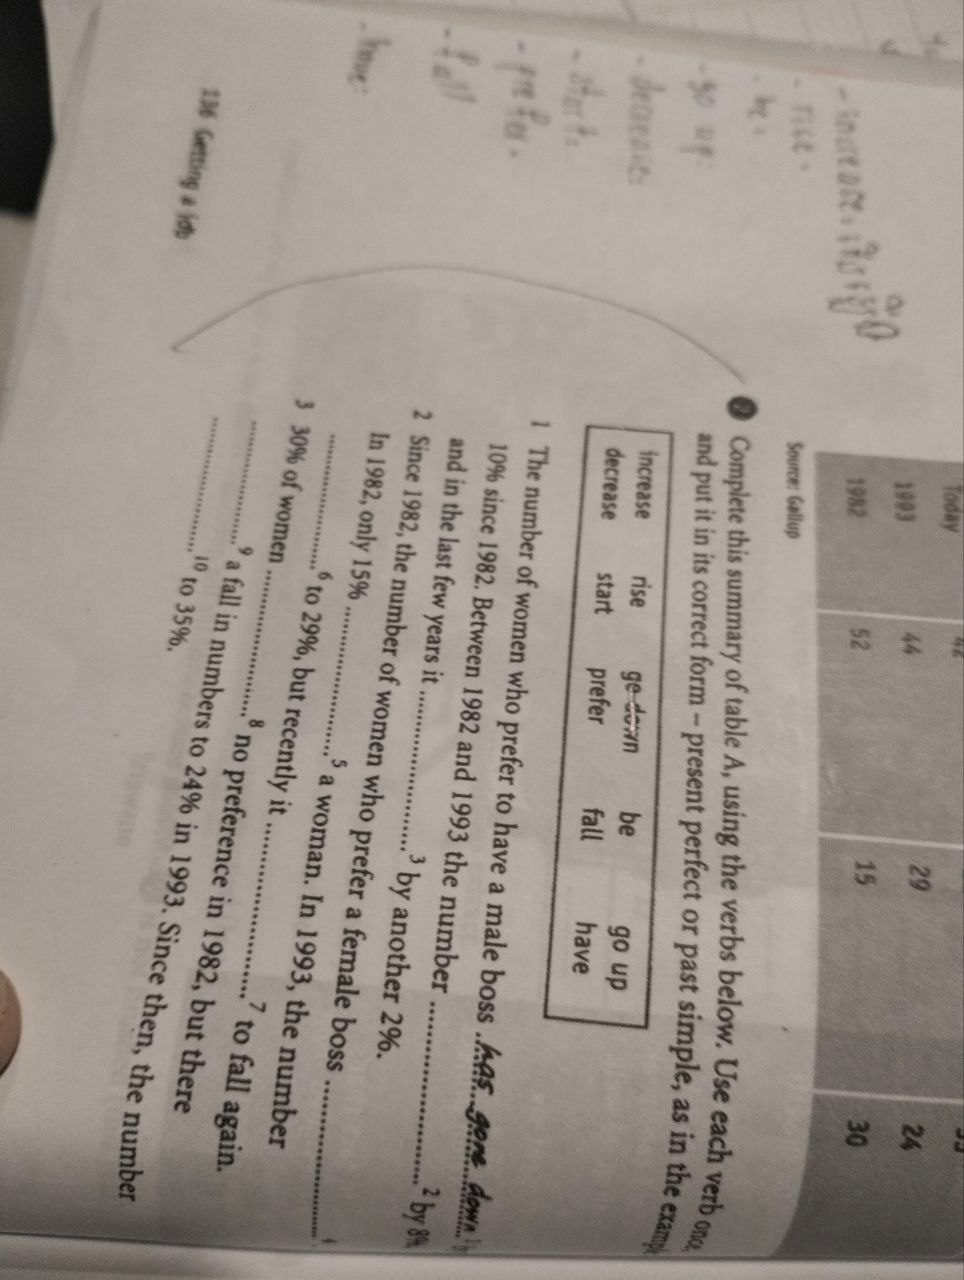 Today 42
1993 44 29 24
1982 52 15 30
Source: Gallup
2 Complete this summary of table A, using the verbs below. Use each verb once
and put it in its correct form – present perfect or past simple, as in the
increase rise go down be go up
decrease start prefer fall have
1 The number of women who prefer to have a male boss has gone down 1
10% since 1982. Between 1982 and 1993 the number .......... 2 by 8%
and in the last few years it .......... 3 by another 2%.
2 Since 1982, the number of women who prefer a female boss .......... 4.
In 1982, only 15% .......... 5 a woman. In 1993, the number
.......... 6 to 29%, but recently it .......... 7 to fall again.
3 30% of women .......... 8 no preference in 1982, but there
.......... 9 a fall in numbers to 24% in 1993. Since then, the number
.......... 10 to 35%.
- increase:
- rise.
- be:
- go up:
- decrease:
- start:
- prefer.
- fall
- have:
136 Getting a job